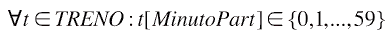 ∀t ∈ TRENO : t[MinutoPart] ∈ {0,1,...,59}